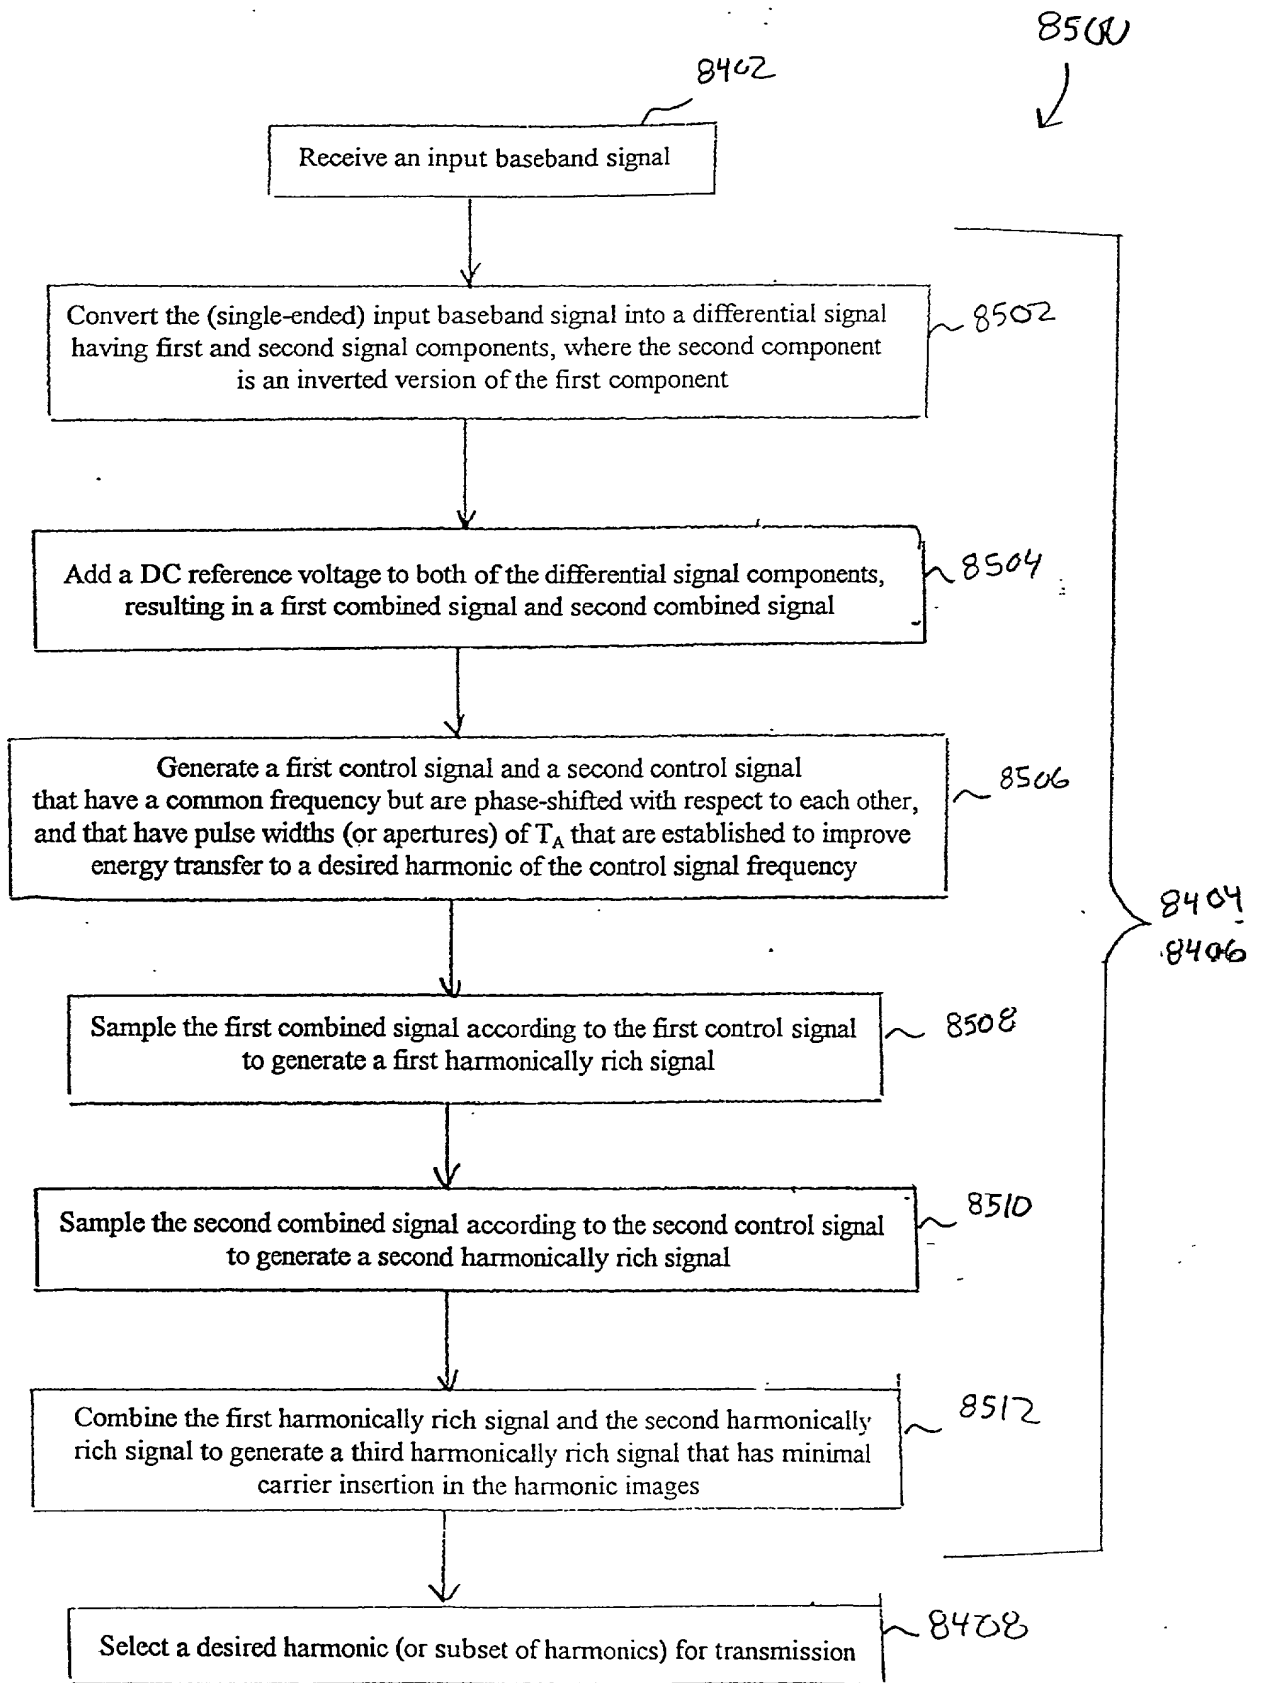 8500
8402
Receive an input baseband signal
Convert the (single-ended) input baseband signal into a differential signal
having first and second signal components, where the second component
is an inverted version of the first component
8502
Add a DC reference voltage to both of the differential signal components,
resulting in a first combined signal and second combined signal
8504
Generate a first control signal and a second control signal
that have a common frequency but are phase-shifted with respect to each other,
and that have pulse widths (or apertures) of TA that are established to improve
energy transfer to a desired harmonic of the control signal frequency
8506
8404
8406
Sample the first combined signal according to the first control signal
to generate a first harmonically rich signal
8508
Sample the second combined signal according to the second control signal
to generate a second harmonically rich signal
8510
Combine the first harmonically rich signal and the second harmonically
rich signal to generate a third harmonically rich signal that has minimal
carrier insertion in the harmonic images
8512
Select a desired harmonic (or subset of harmonics) for transmission
8408